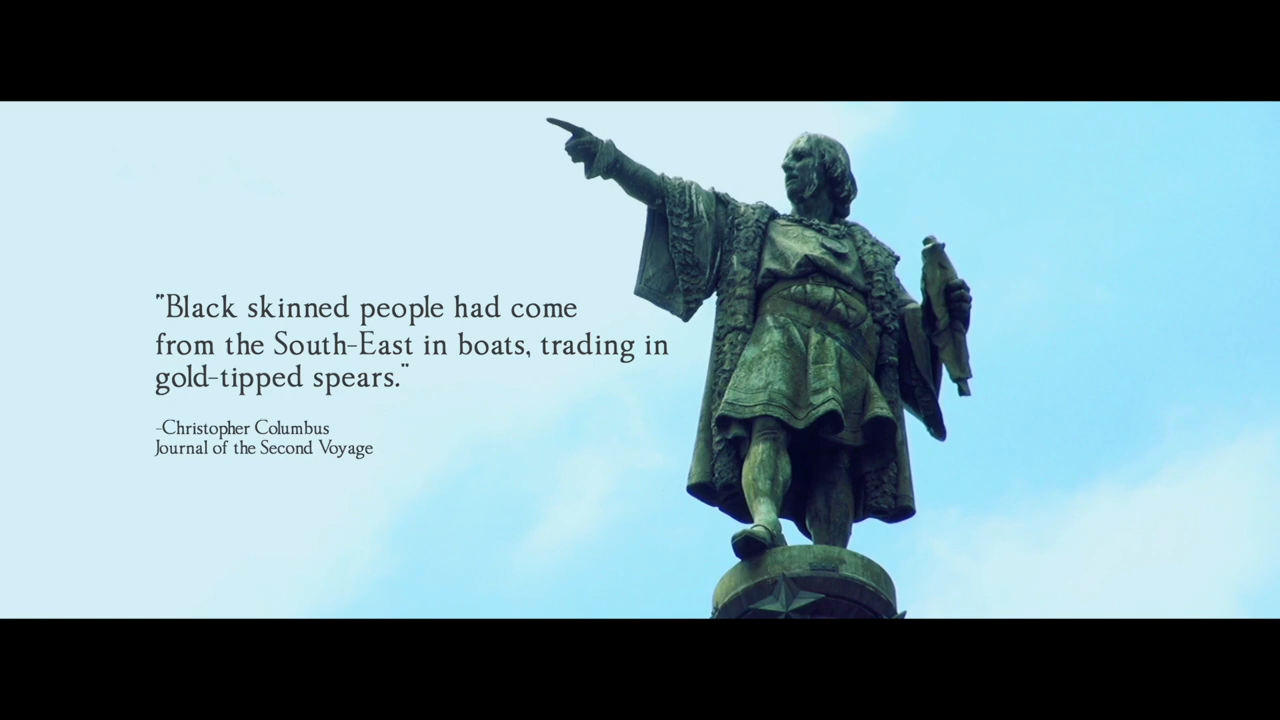 "Black skinned people had come
from the South-East in boats, trading in
gold-tipped spears."
-Christopher Columbus
Journal of the Second Voyage